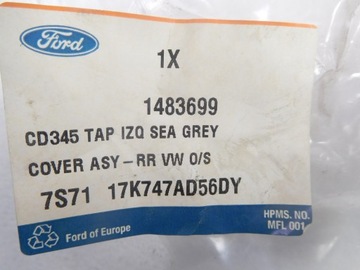 Ford
1X
1483699
CD345 TAP IZQ SEA GREY
COVER ASY-RR VW O/S
7S71 17K747AD56DY
Ford of Europe
HPMS. NO.
MFL 001